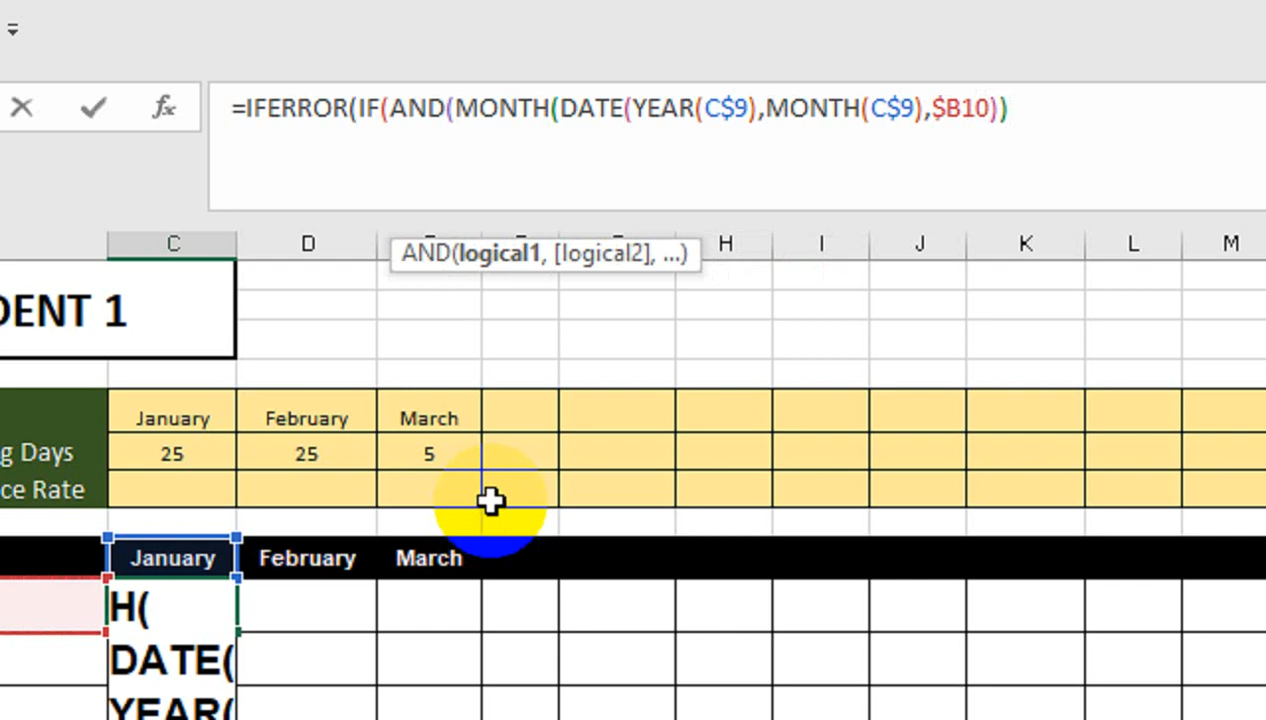 fx =IFERROR(IF(AND(MONTH(DATE(YEAR(C$9),MONTH(C$9),$B10))
AND(logical1, [logical2], ...)
C D H I J K L M
DENT 1
January February March
g Days 25 25 5
ce Rate
January February March
H(
DATE(
YEAR(